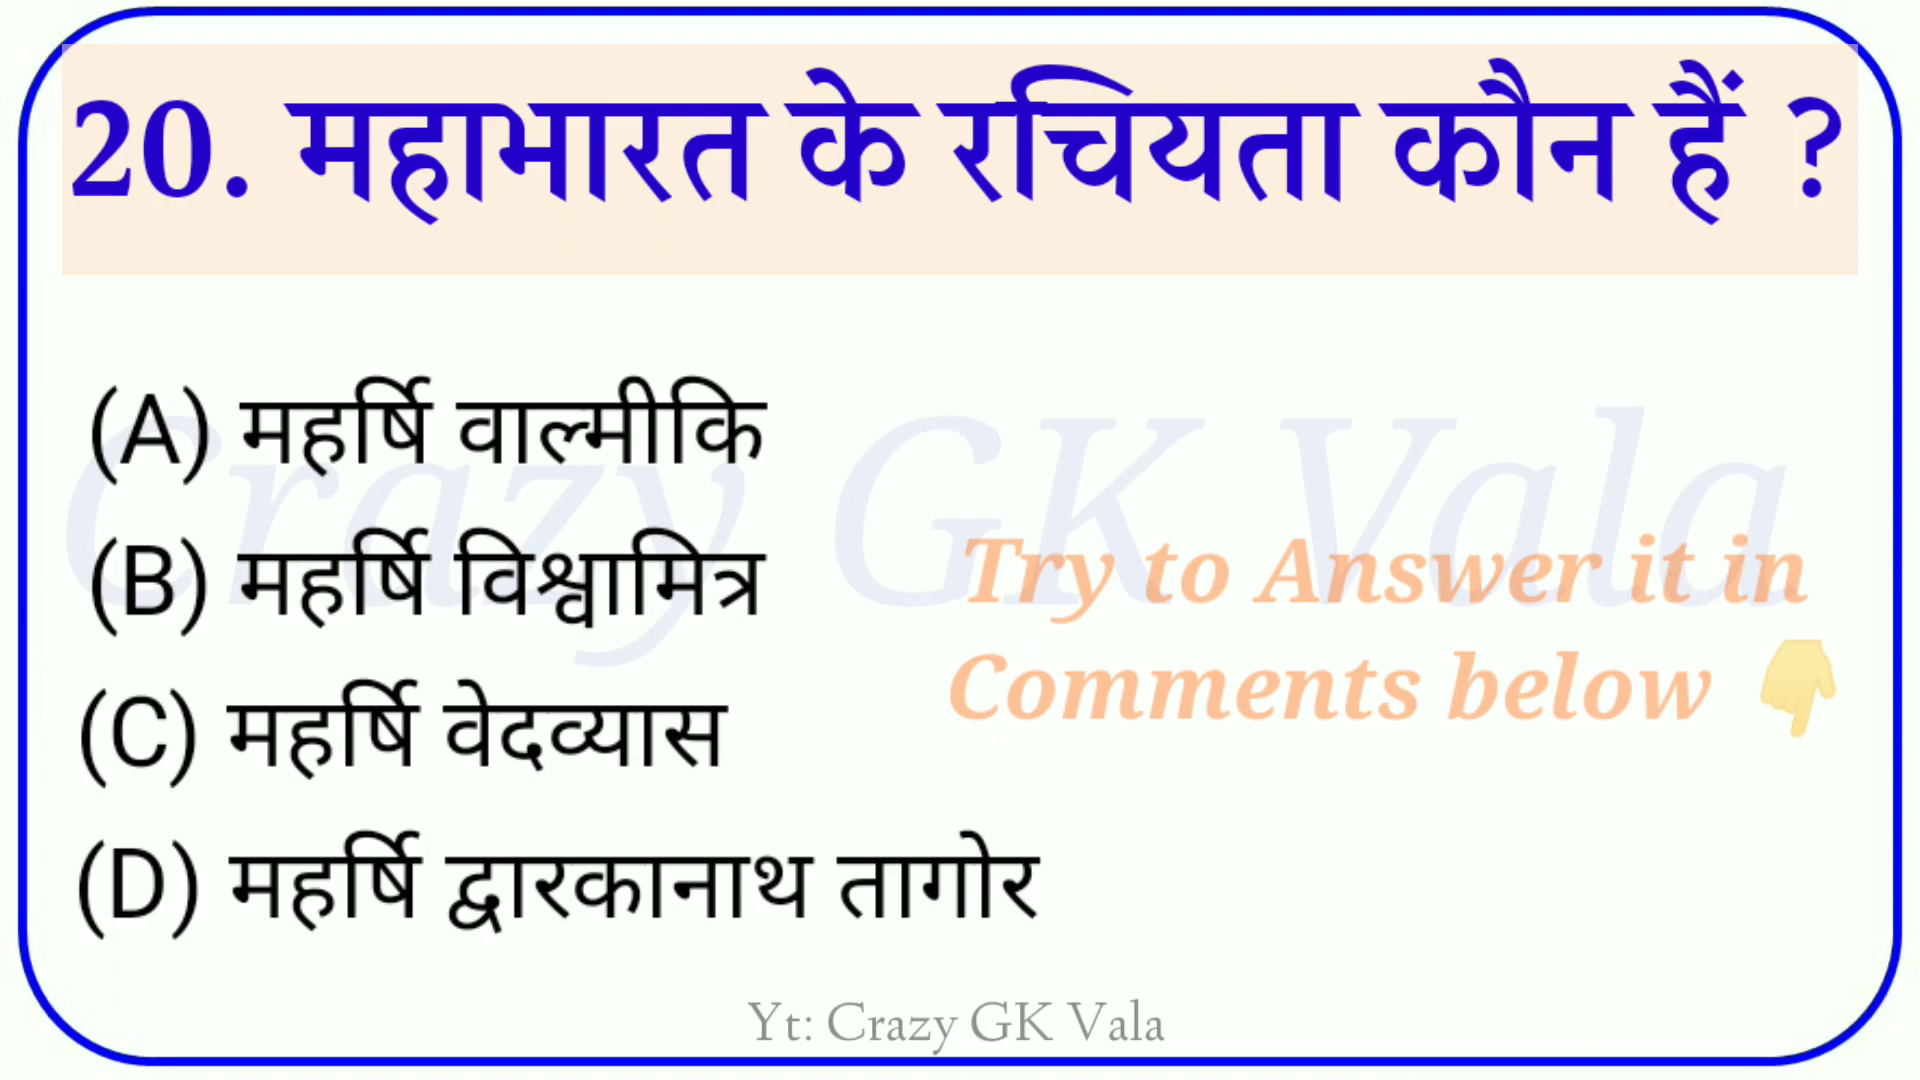 20. महाभारत के रचियता कौन हैं ?
(A) महर्षि वाल्मीकि
(B) महर्षि विश्वामित्र
(C) महर्षि वेदव्यास
(D) महर्षि द्वारकानाथ तागोर
Crazy GK Vala
Try to Answer it in
Comments below 👇
Yt: Crazy GK Vala